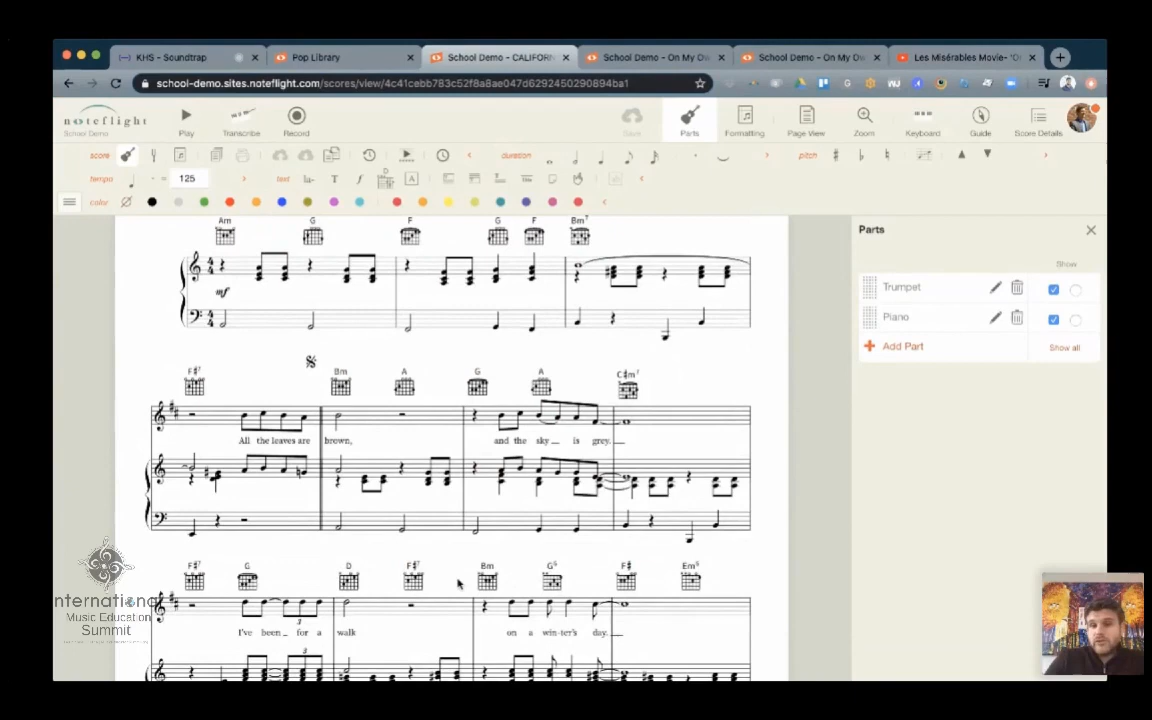 KHS - Soundtrap
Pop Library
School Demo - CALIFORN
School Demo - On My Ow
School Demo - On My Ow
Les Misérables Movie- 'O
school-demo.sites.noteflight.com/scores/view/4c41cebb783c52f8a8ae047d6292450290894ba1
noteflight
School Demo
Play
Transcribe
Record
Save
Parts
Formatting
Page View
Zoom
Keyboard
Guide
Score Details
score
duration
pitch
tempo
125
text
color
Parts
Show
Trumpet
Piano
Add Part
Show all
Am G F G F Bm7
mf
F#7 Bm A G A C#m7
All the leaves are brown, and the sky is grey.
F#7 G D F#7 Bm G6 F# Em6
3
I've been for a walk on a win-ter's day.
3
International
Music Education
Summit